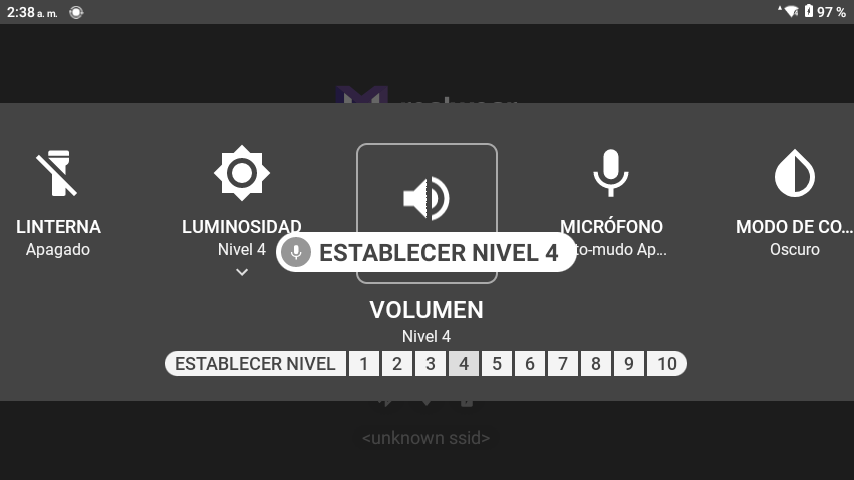 2:38 a. m.
97 %
LINTERNA
Apagado
LUMINOSIDAD
Nivel 4
MICRÓFONO
to-mudo Ap...
MODO DE CO...
Oscuro
ESTABLECER NIVEL 4
VOLUMEN
Nivel 4
ESTABLECER NIVEL 1 2 3 4 5 6 7 8 9 10
<unknown ssid>